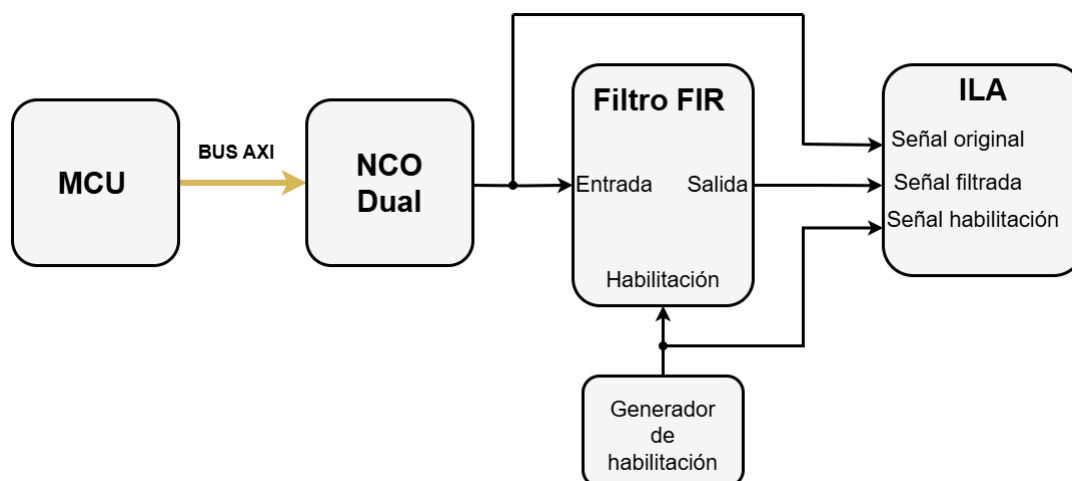 MCU
BUS AXI
NCO
Dual
Filtro FIR
Entrada
Salida
Habilitación
Generador
de
habilitación
ILA
Señal original
Señal filtrada
Señal habilitación